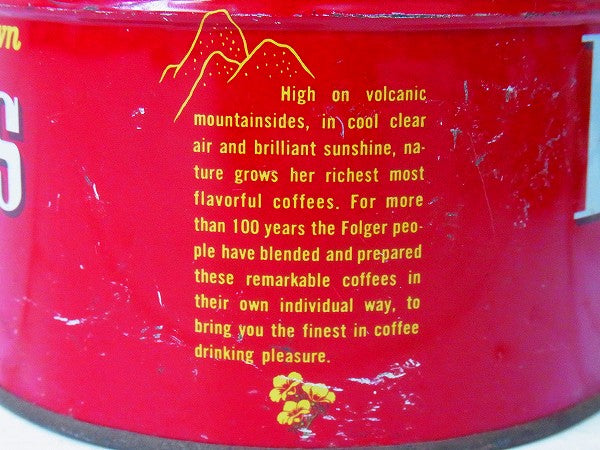 High on volcanic
mountainsides, in cool clear
air and brilliant sunshine, na-
ture grows her richest most
flavorful coffees. For more
than 100 years the Folger peo-
ple have blended and prepared
these remarkable coffees in
their own individual way, to
bring you the finest in coffee
drinking pleasure.